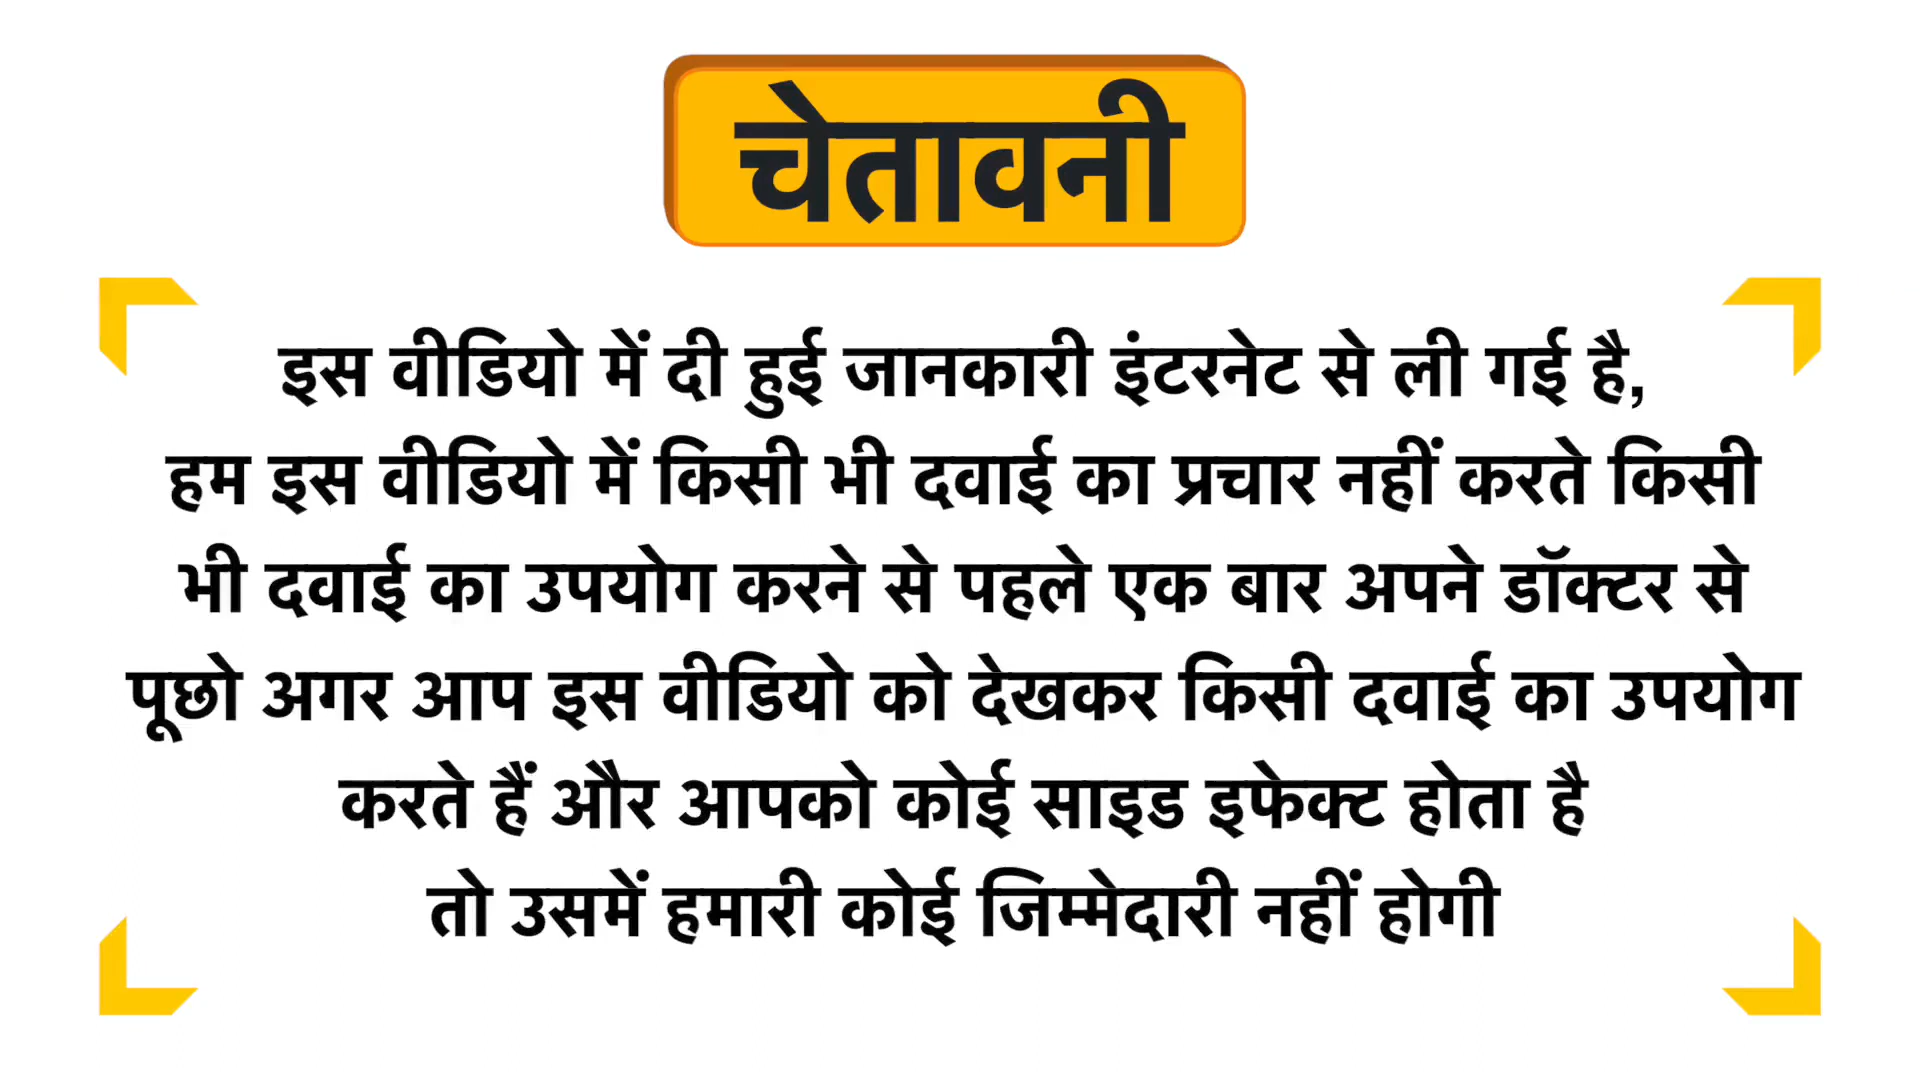 चेतावनी
इस वीडियो में दी हुई जानकारी इंटरनेट से ली गई है,
हम इस वीडियो में किसी भी दवाई का प्रचार नहीं करते किसी
भी दवाई का उपयोग करने से पहले एक बार अपने डॉक्टर से
पूछो अगर आप इस वीडियो को देखकर किसी दवाई का उपयोग
करते हैं और आपको कोई साइड इफेक्ट होता है
तो उसमें हमारी कोई जिम्मेदारी नहीं होगी